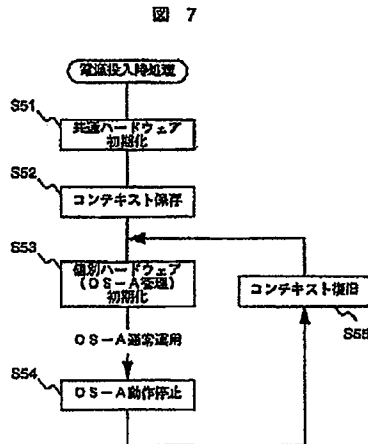 図 7
電源投入時処理
S51
共通ハードウェア
初期化
S52
コンテキスト保存
S53
個別ハードウェア
(OS－A管理)
初期化
コンテキスト復旧
S55
OS－A通常運用
S54
OS－A動作停止